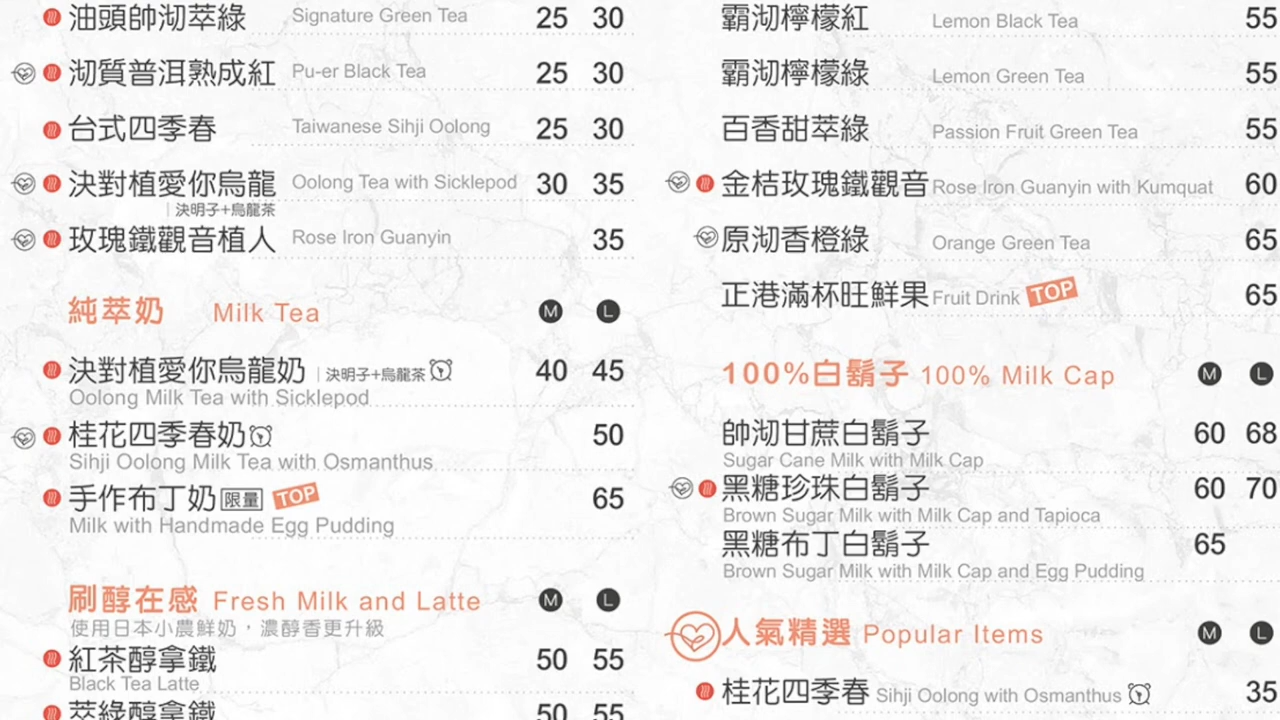 油頭帥沏萃綠 Signature Green Tea 25 30
沏質普洱熟成紅 Pu-er Black Tea 25 30
台式四季春 Taiwanese Sihji Oolong 25 30
決對植愛你烏龍 Oolong Tea with Sicklepod 30 35
|決明子+烏龍茶
玫瑰鐵觀音植人 Rose Iron Guanyin 35
純萃奶 Milk Tea M L
決對植愛你烏龍奶 |決明子+烏龍茶 40 45
Oolong Milk Tea with Sicklepod
桂花四季春奶 50
Sihji Oolong Milk Tea with Osmanthus
手作布丁奶 限量 TOP 65
Milk with Handmade Egg Pudding
刷醇在感 Fresh Milk and Latte M L
使用日本小農鮮奶,濃醇香更升級
紅茶醇拿鐵 50 55
Black Tea Latte
萃綠醇拿鐵 50 55
霸沏檸檬紅 Lemon Black Tea 55
霸沏檸檬綠 Lemon Green Tea 55
百香甜萃綠 Passion Fruit Green Tea 55
金桔玫瑰鐵觀音 Rose Iron Guanyin with Kumquat 60
原沏香橙綠 Orange Green Tea 65
正港滿杯旺鮮果 Fruit Drink TOP 65
100%白鬍子 100% Milk Cap M L
帥沏甘蔗白鬍子 60 68
Sugar Cane Milk with Milk Cap
黑糖珍珠白鬍子 60 70
Brown Sugar Milk with Milk Cap and Tapioca
黑糖布丁白鬍子 65
Brown Sugar Milk with Milk Cap and Egg Pudding
人氣精選 Popular Items M L
桂花四季春 Sihji Oolong with Osmanthus 35